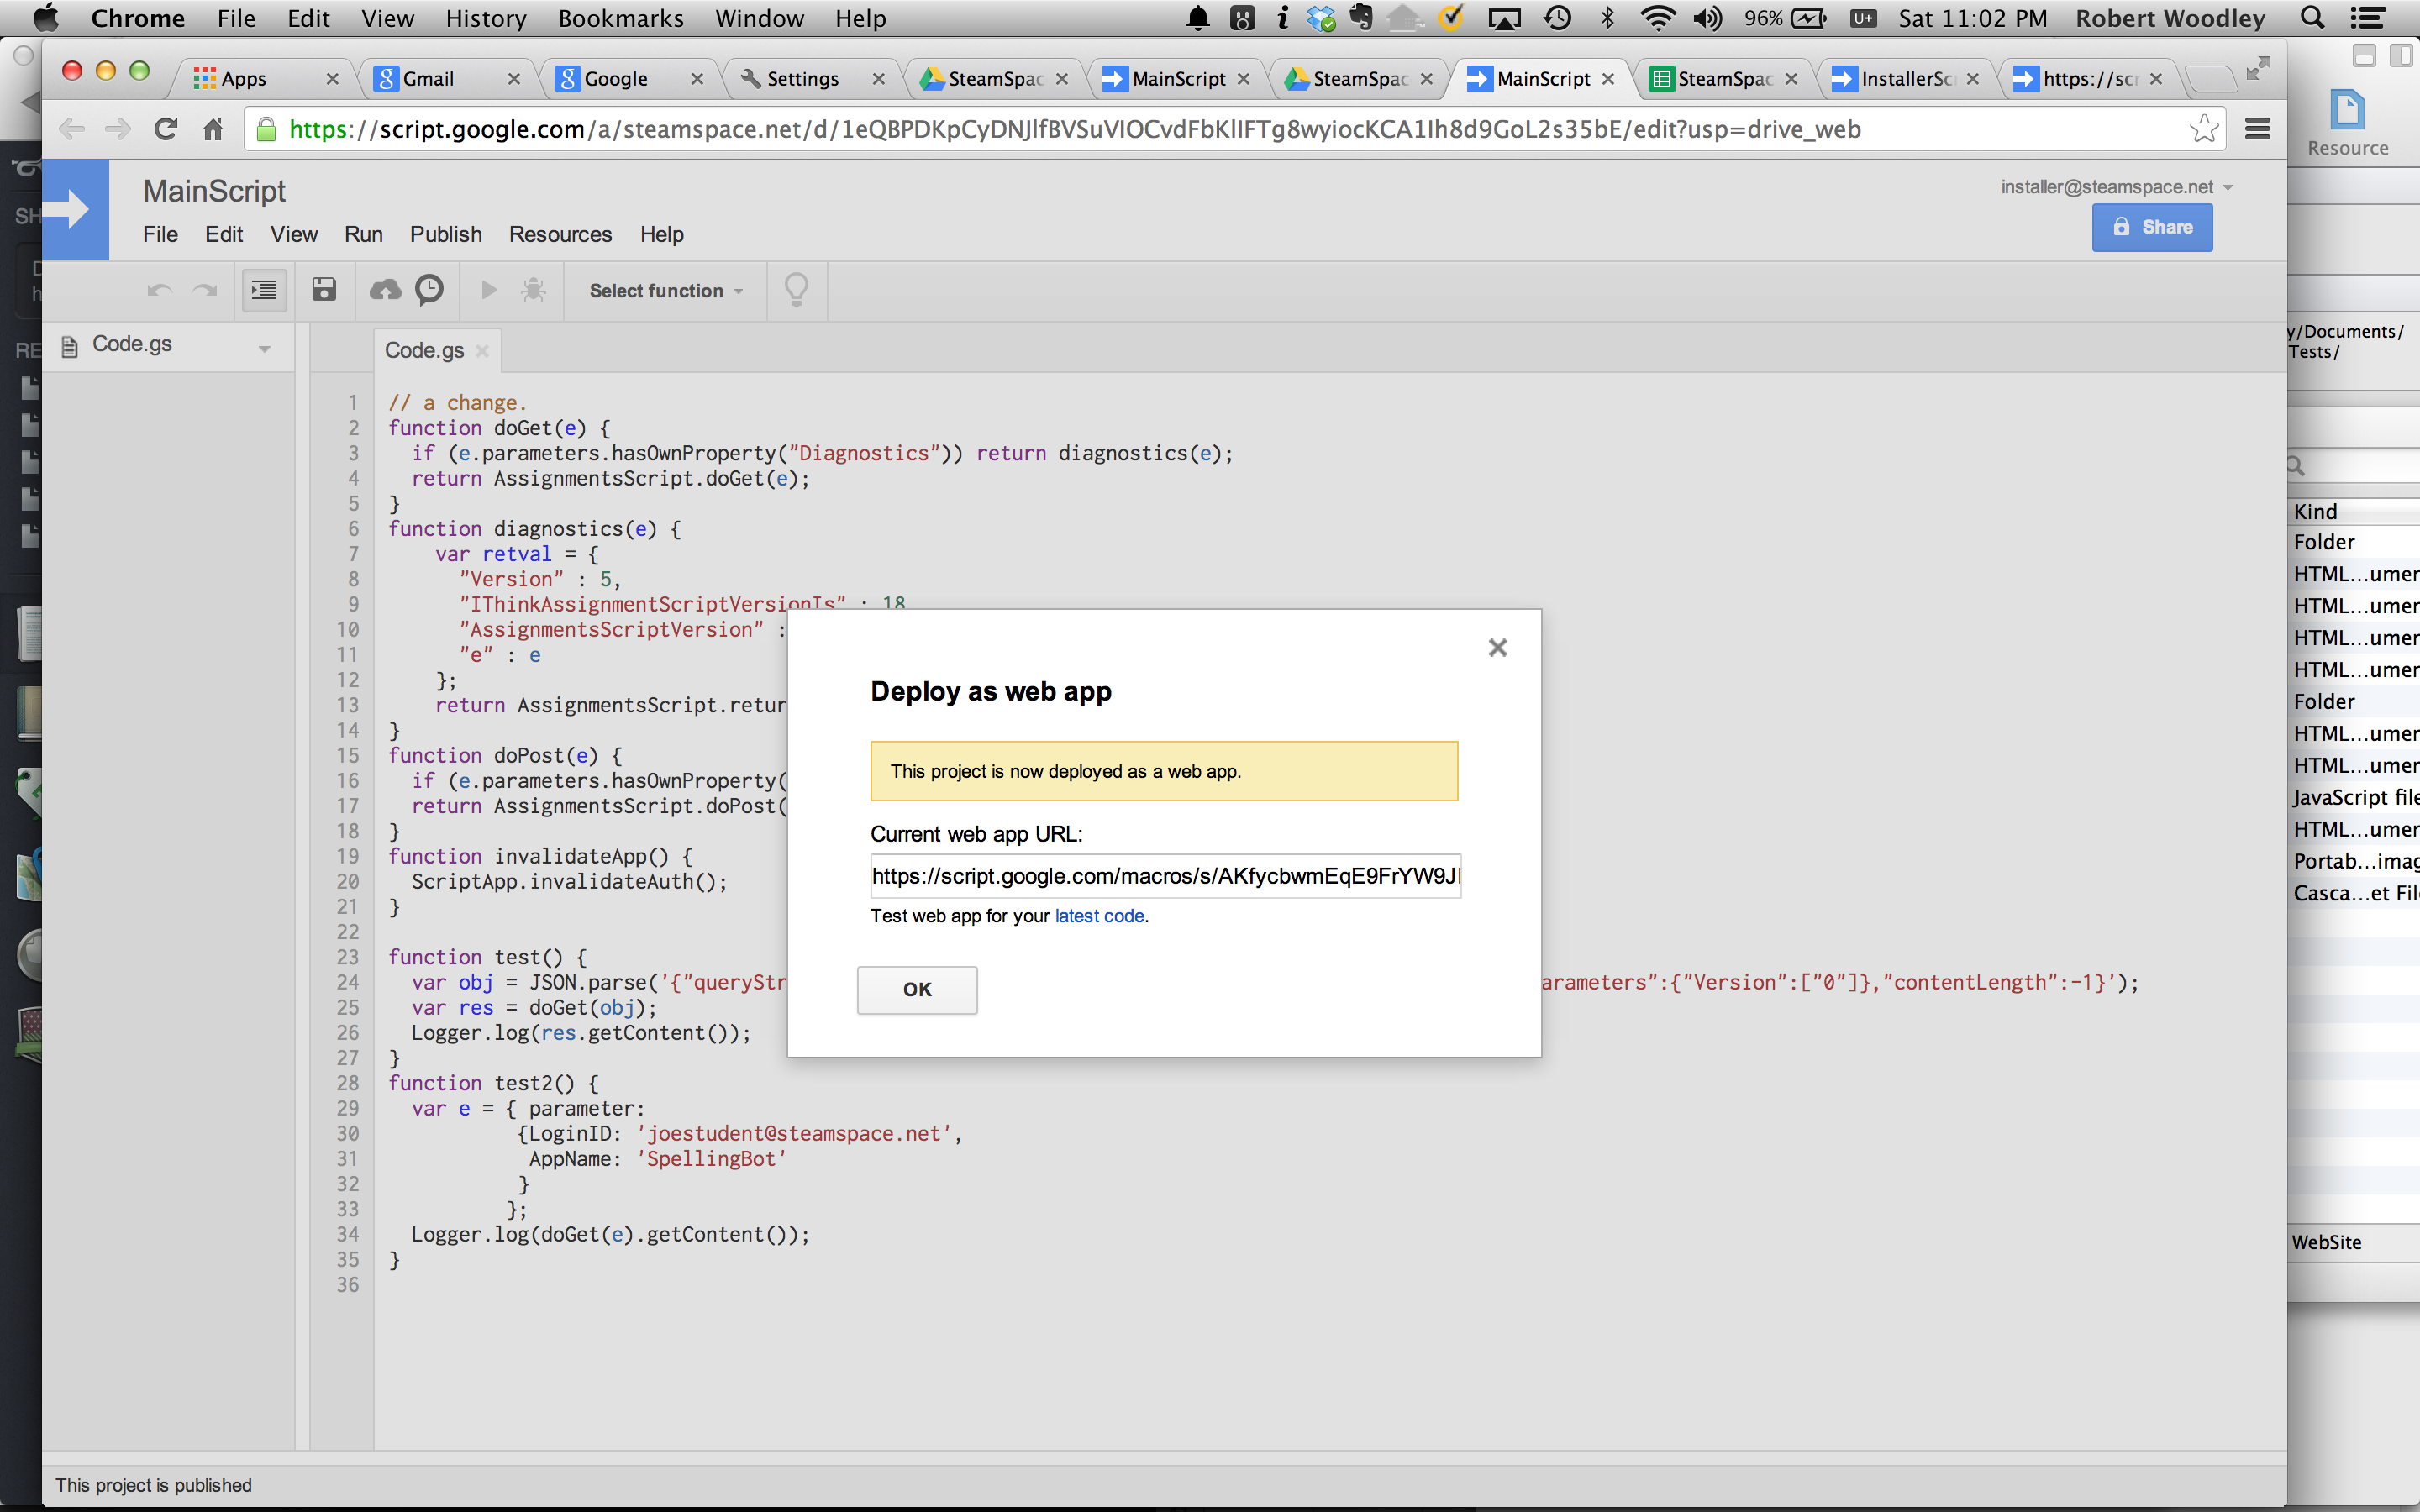 Chrome File Edit View History Bookmarks Window Help 96% U+ Sat 11:02 PM Robert Woodley
Apps Gmail Google Settings SteamSpac MainScript SteamSpac MainScript SteamSpac InstallerSc https://scr
https://script.google.com/a/steamspace.net/d/1eQBPDKpCyDNJlfBVSuVIOCvdFbKlIFTg8wyiocKCA1Ih8d9GoL2s35bE/edit?usp=drive_web
Resource
MainScript
installer@steamspace.net
File Edit View Run Publish Resources Help
Share
Select function
Code.gs
Code.gs
1 // a change.
2 function doGet(e) {
3 if (e.parameters.hasOwnProperty("Diagnostics")) return diagnostics(e);
4 return AssignmentsScript.doGet(e);
5 }
6 function diagnostics(e) {
7 var retval = {
8 "Version" : 5,
9 "IThinkAssignmentScriptVersionIs" : 18
10 "AssignmentsScriptVersion" :
11 "e" : e
12 };
13 return AssignmentsScript.retur
14 }
15 function doPost(e) {
16 if (e.parameters.hasOwnProperty(
17 return AssignmentsScript.doPost(
18 }
19 function invalidateApp() {
20 ScriptApp.invalidateAuth();
21 }
22
23 function test() {
24 var obj = JSON.parse('{"queryStr arameters":{"Version":["0"]},"contentLength":-1}');
25 var res = doGet(obj);
26 Logger.log(res.getContent());
27 }
28 function test2() {
29 var e = { parameter:
30 {LoginID: 'joestudent@steamspace.net',
31 AppName: 'SpellingBot'
32 }
33 };
34 Logger.log(doGet(e).getContent());
35 }
36
Deploy as web app
This project is now deployed as a web app.
Current web app URL:
https://script.google.com/macros/s/AKfycbwmEqE9FrYW9J
Test web app for your latest code.
OK
This project is published
SH
RE
y/Documents/
Tests/
Kind
Folder
HTML...umen
HTML...umen
HTML...umen
HTML...umen
Folder
HTML...umen
HTML...umen
JavaScript file
HTML...umen
Portab...imag
Casca...et File
WebSite